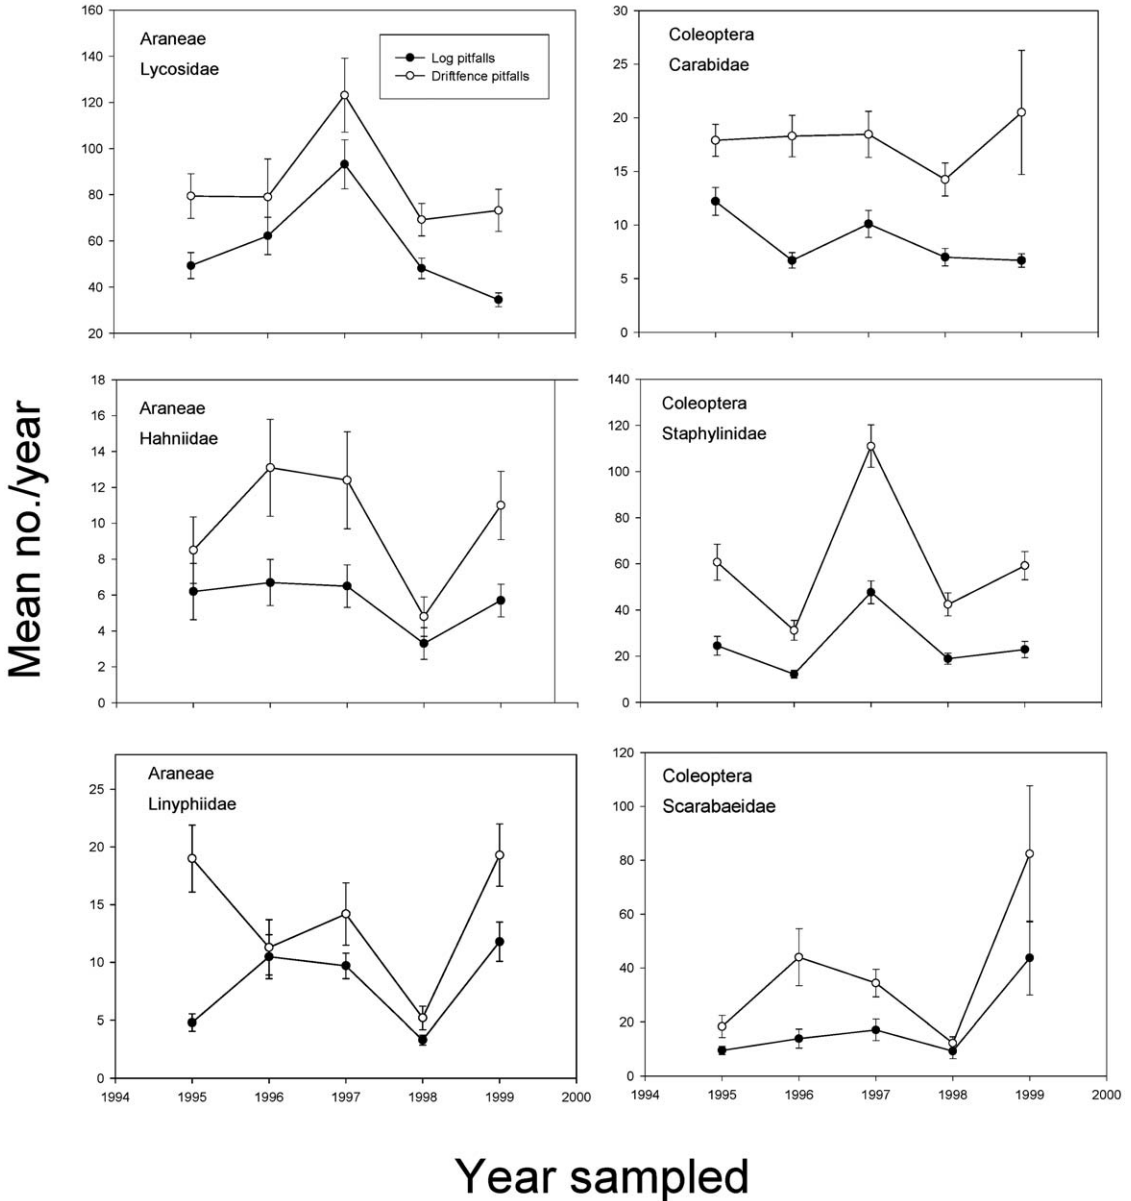 160
140
120
100
80
60
40
20
Araneae
Lycosidae
Log pitfalls
Driftfence pitfalls
30
25
20
15
10
5
0
Coleoptera
Carabidae
18
16
14
12
10
8
6
4
2
0
Araneae
Hahniidae
140
120
100
80
60
40
20
0
Coleoptera
Staphylinidae
25
20
15
10
5
0
Araneae
Linyphiidae
1994 1995 1996 1997 1998 1999 2000
120
100
80
60
40
20
0
Coleoptera
Scarabaeidae
1994 1995 1996 1997 1998 1999 2000
Mean no./year
Year sampled